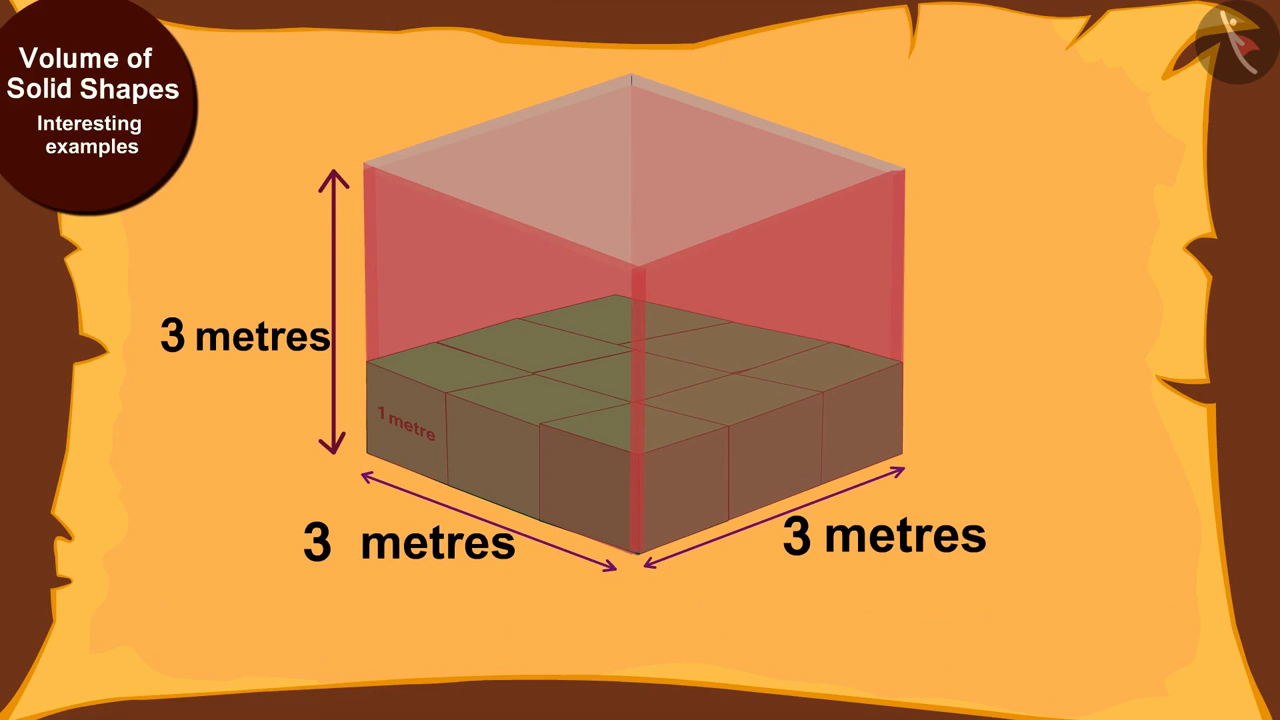 Volume of
Solid Shapes
Interesting
examples
3 metres
1 metre
3 metres
3 metres